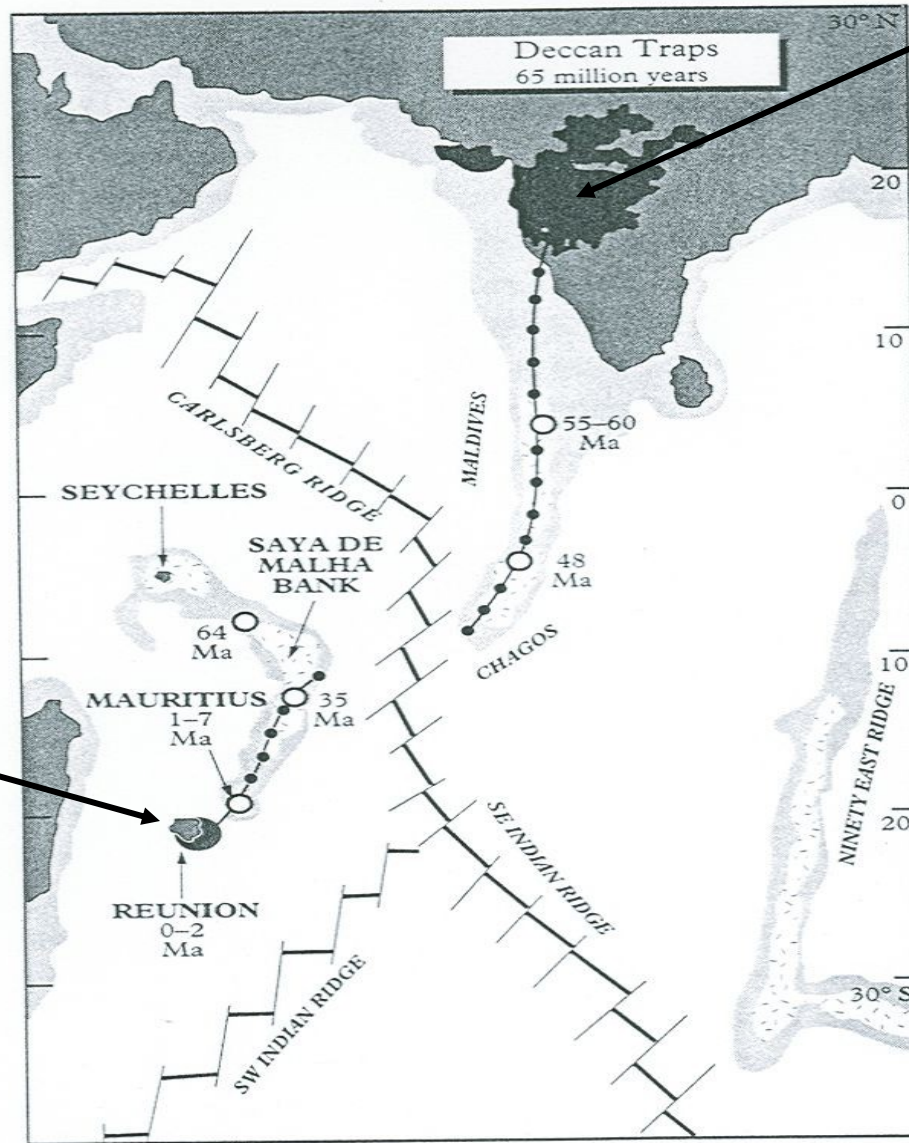 30° N
Deccan Traps
65 million years
20
10
CARLSBERG RIDGE
MALDIVES
55–60
Ma
SEYCHELLES
0
SAYA DE
MALHA
BANK
48
Ma
64
Ma
CHAGOS
10
MAURITIUS
1–7
Ma
35
Ma
NINETY EAST RIDGE
SE INDIAN RIDGE
20
REUNION
0–2
Ma
SW INDIAN RIDGE
30° S